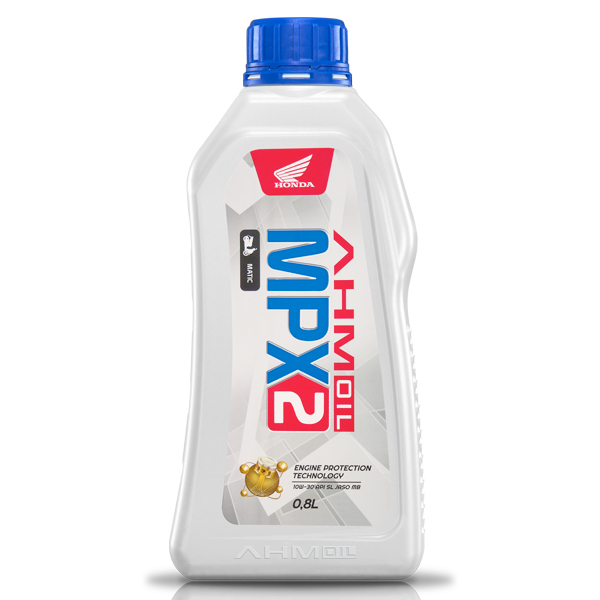 HONDA
AHM OIL
MPX2
MATIC
ENGINE PROTECTION
TECHNOLOGY
10W-30 API SL JASO MB
0,8L
AHM OIL